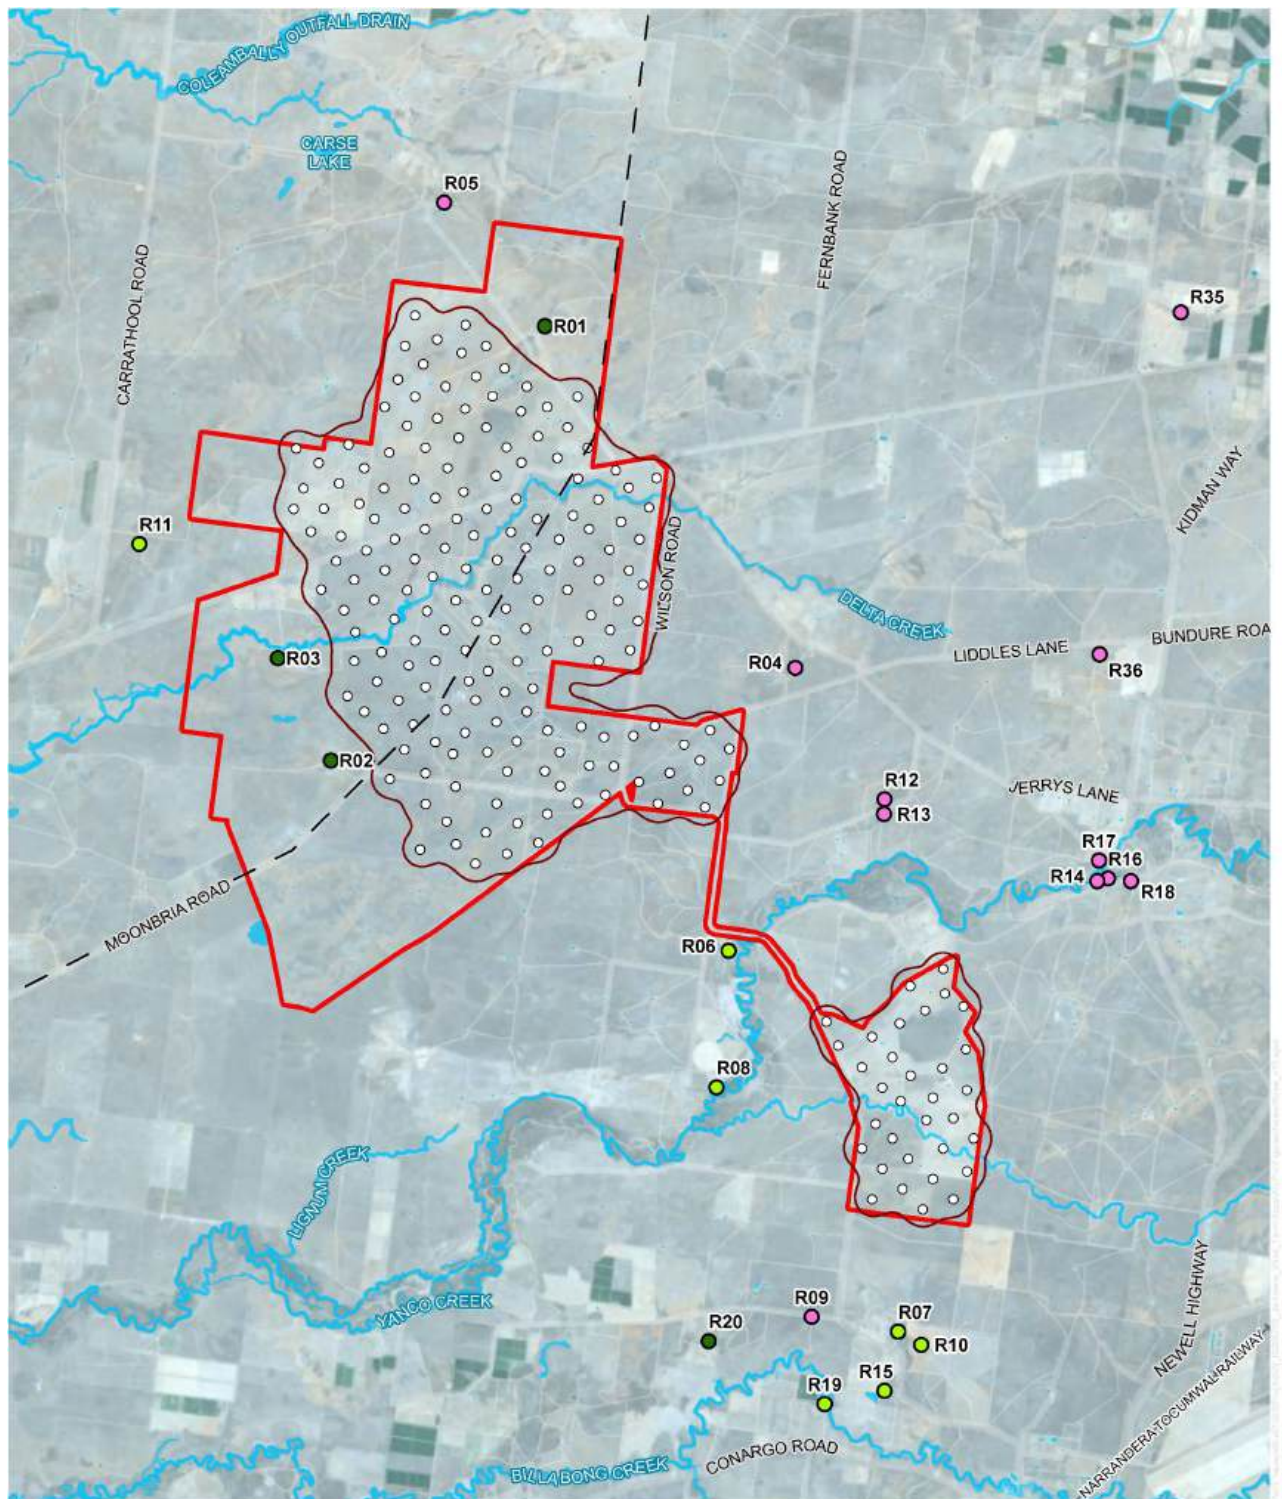 COLEAMBALLY OUTFALL DRAIN
CARSE
LAKE
R05
FERNBANK ROAD
CARRATHOOL ROAD
R35
R01
KIDMAN WAY
R11
WILSON ROAD
DELTA CREEK
BUNDURE ROA
LIDDLES LANE
R03
R04
R36
R02
R12
JERRYS LANE
R13
R17
R16
R14
R18
MOONBRIA ROAD
R06
R08
LIGNUM CREEK
YANCO CREEK
NEWELL HIGHWAY
R09
R07
R20
R10
NARRANDERA TO CUMWAL RAILWAY
R15
R19
CONARGO ROAD
BILLABONG CREEK